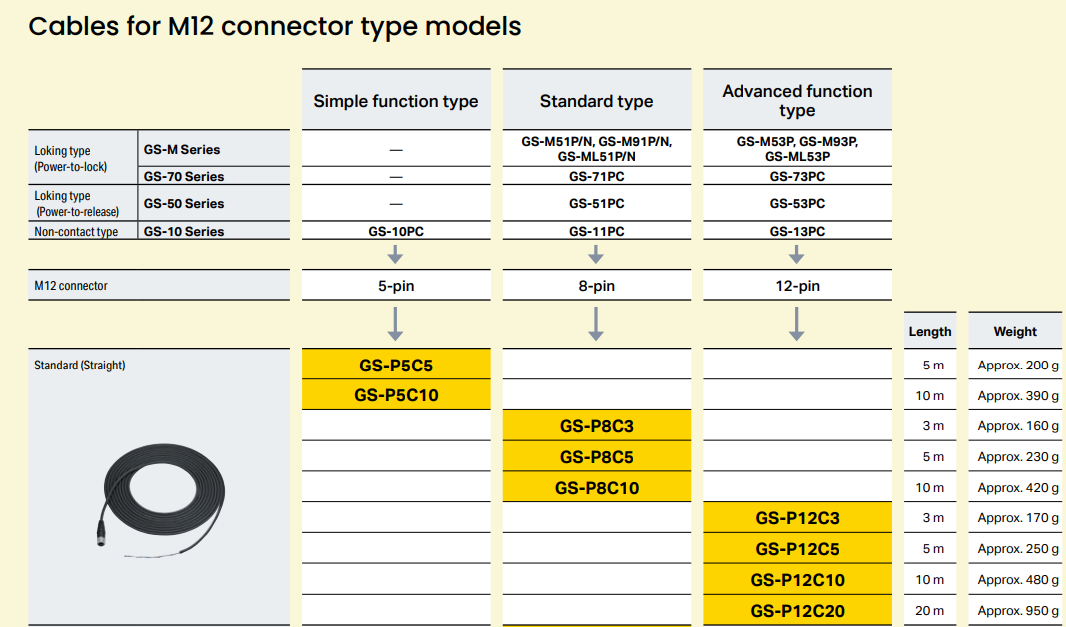 Cables for M12 connector type models
Simple function type
Standard type
Advanced function
type
Loking type
(Power-to-lock)
GS-M Series
—
GS-M51P/N, GS-M91P/N,
GS-ML51P/N
GS-M53P, GS-M93P,
GS-ML53P
GS-70 Series
—
GS-71PC
GS-73PC
Loking type
(Power-to-release)
GS-50 Series
—
GS-51PC
GS-53PC
Non-contact type
GS-10 Series
GS-10PC
GS-11PC
GS-13PC
M12 connector
5-pin
8-pin
12-pin
Length
Weight
Standard (Straight)
GS-P5C5
5 m
Approx. 200 g
GS-P5C10
10 m
Approx. 390 g
GS-P8C3
3 m
Approx. 160 g
GS-P8C5
5 m
Approx. 230 g
GS-P8C10
10 m
Approx. 420 g
GS-P12C3
3 m
Approx. 170 g
GS-P12C5
5 m
Approx. 250 g
GS-P12C10
10 m
Approx. 480 g
GS-P12C20
20 m
Approx. 950 g